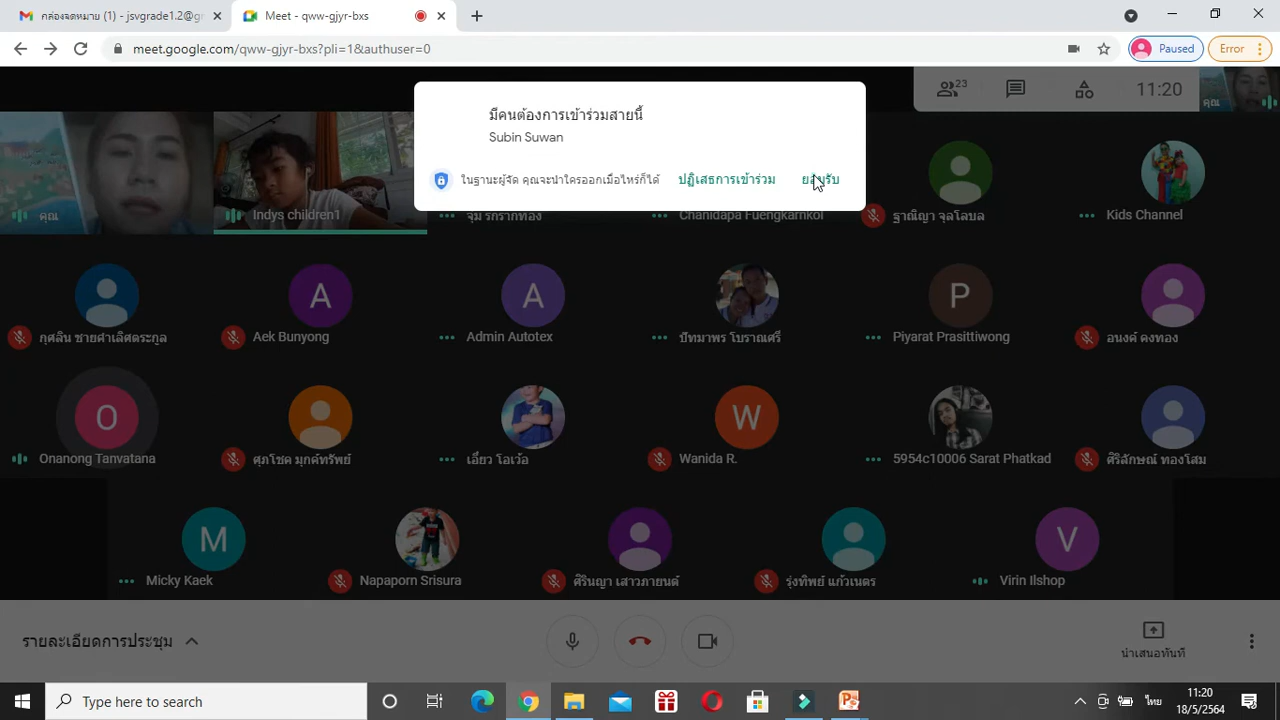 กล่องจดหมาย (1) - jsvgrade1.2@gr
Meet - qww-gjyr-bxs
meet.google.com/qww-gjyr-bxs?pli=1&authuser=0
Paused
Error
มีคนต้องการเข้าร่วมสายนี้
Subin Suwan
ในฐานะผู้จัด คุณจะนำใครออกเมื่อไหร่ก็ได้
ปฏิเสธการเข้าร่วม
ยอมรับ
23
11:20
คุณ
คุณ
Indys children1
จุ๋ม รักรากทอง
Chanidapa Fuengkarnkol
ฐาณิญา จุลโลบล
Kids Channel
กุศลิน ชายคำเลิศตระกูล
Aek Bunyong
Admin Autotex
ปัทมาพร โบราณศรี
Piyarat Prasittiwong
อนงค์ คงทอง
Onanong Tanvatana
ศุภโชค มุกค์ทรัพย์
เอี๋ยว โอเว้อ
Wanida R.
5954c10006 Sarat Phatkad
ศิริลักษณ์ ทองโสม
Micky Kaek
Napaporn Srisura
ศิรินญา เสาวภายนต์
รุ่งทิพย์ แก้วเนตร
Virin Ilshop
รายละเอียดการประชุม
นำเสนอทันที
Type here to search
ไทย
11:20
18/5/2564